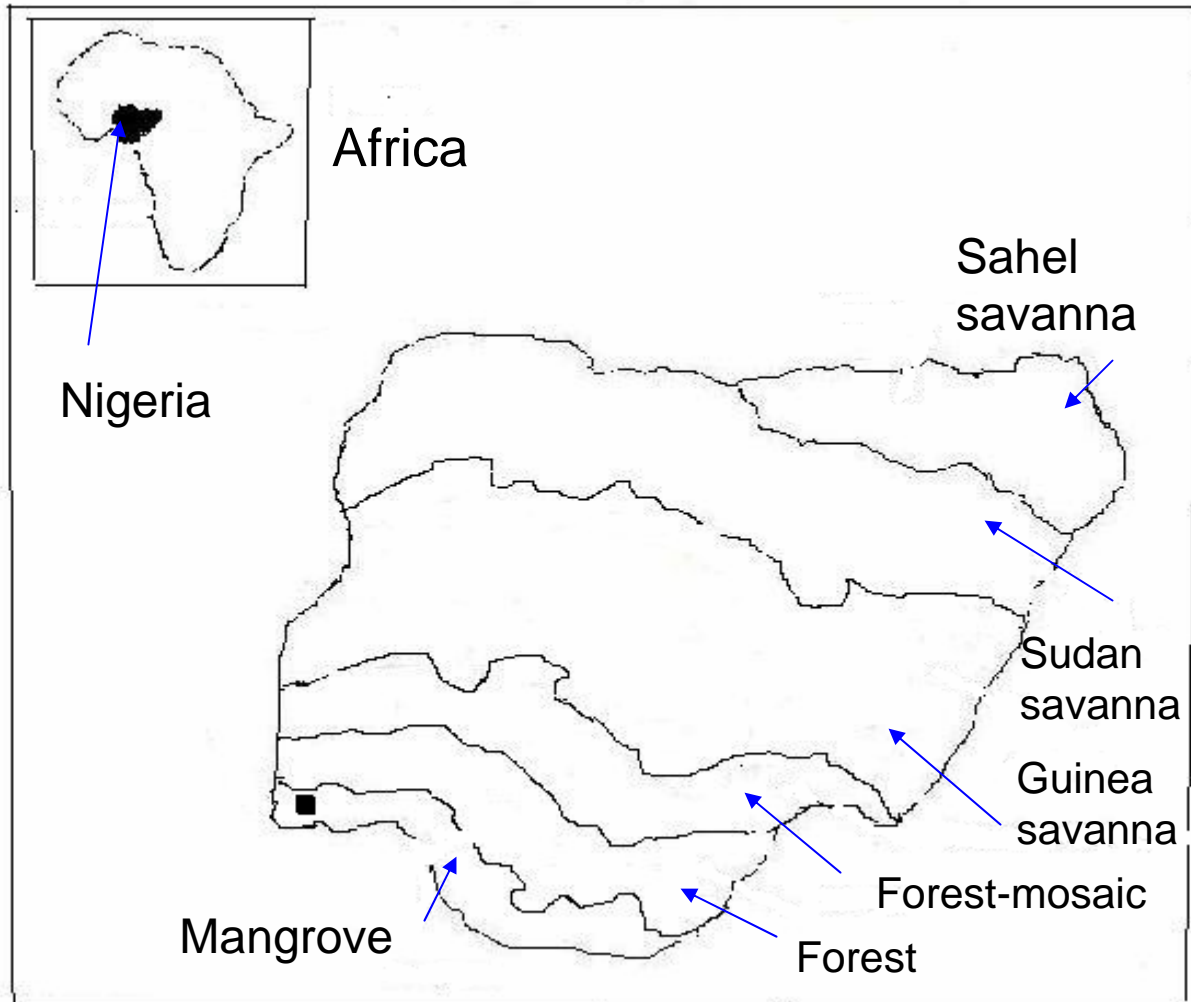 Africa
Nigeria
Sahel
savanna
Sudan
savanna
Guinea
savanna
Forest-mosaic
Mangrove
Forest